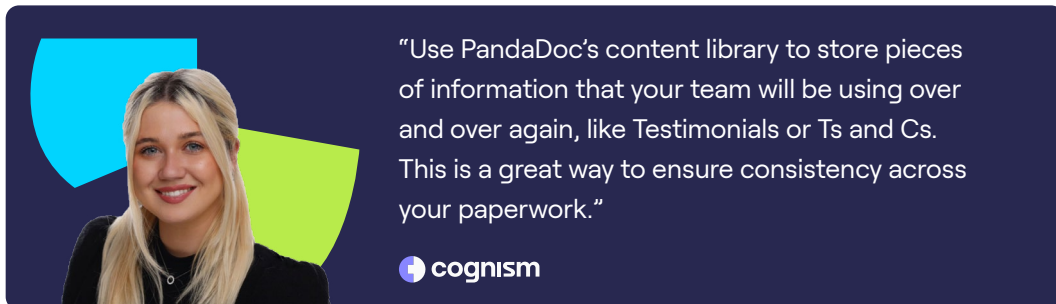 “Use PandaDoc’s content library to store pieces
of information that your team will be using over
and over again, like Testimonials or Ts and Cs.
This is a great way to ensure consistency across
your paperwork.”
cognism